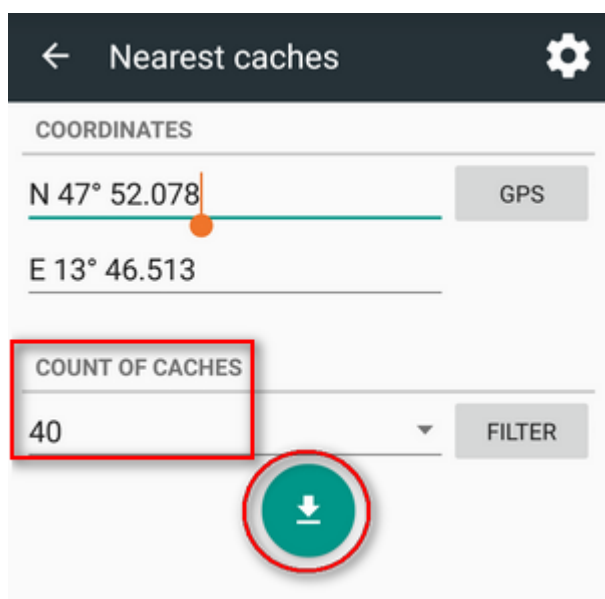 Nearest caches
COORDINATES
N 47° 52.078
GPS
E 13° 46.513
COUNT OF CACHES
40
FILTER